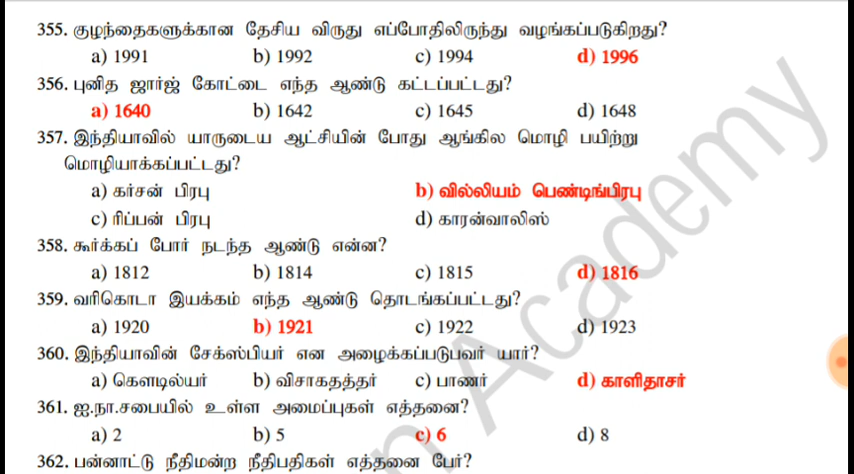 355. குழந்தைகளுக்கான தேசிய விருது எப்போதிலிருந்து வழங்கப்படுகிறது?
a) 1991 b) 1992 c) 1994 d) 1996
356. புனித ஜார்ஜ் கோட்டை எந்த ஆண்டு கட்டப்பட்டது?
a) 1640 b) 1642 c) 1645 d) 1648
357. இந்தியாவில் யாருடைய ஆட்சியின் போது ஆங்கில மொழி பயிற்று
மொழியாக்கப்பட்டது?
a) கர்சன் பிரபு b) வில்லியம் பெண்டிங்பிரபு
c) ரிப்பன் பிரபு d) காரன்வாலிஸ்
358. கூர்க்கப் போர் நடந்த ஆண்டு என்ன?
a) 1812 b) 1814 c) 1815 d) 1816
359. வரிகொடா இயக்கம் எந்த ஆண்டு தொடங்கப்பட்டது?
a) 1920 b) 1921 c) 1922 d) 1923
360. இந்தியாவின் சேக்ஸ்பியர் என அழைக்கப்படுபவர் யார்?
a) கௌடில்யர் b) விசாகதத்தர் c) பாணர் d) காளிதாசர்
361. ஐ.நா.சபையில் உள்ள அமைப்புகள் எத்தனை?
a) 2 b) 5 c) 6 d) 8
362. பன்னாட்டு நீதிமன்ற நீதிபதிகள் எத்தனை பேர்?
Academy